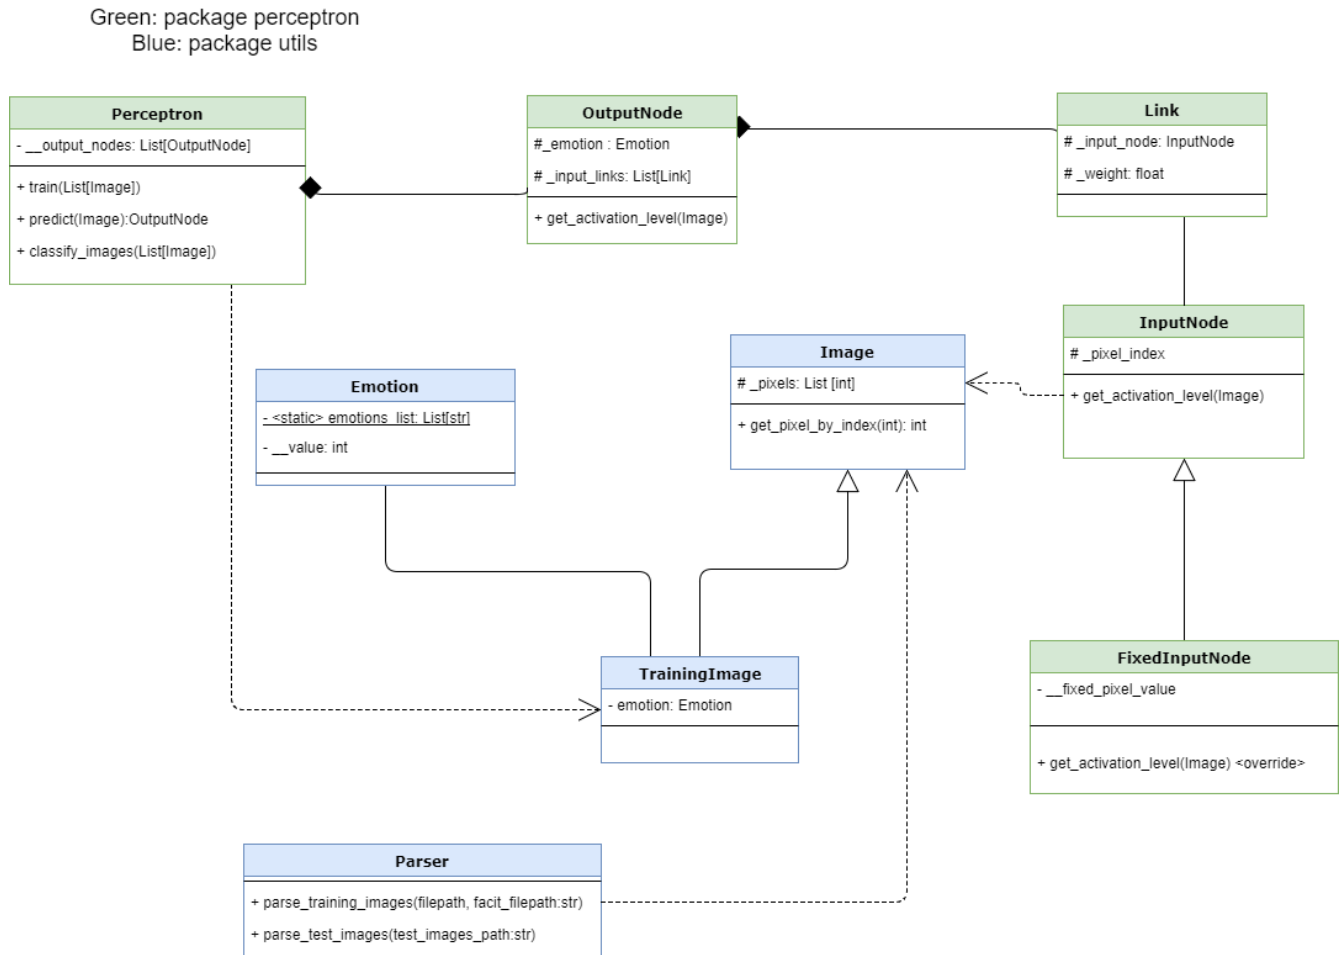 Green: package perceptron
Blue: package utils
Perceptron
- __output_nodes: List[OutputNode]
+ train(List[Image])
+ predict(Image):OutputNode
+ classify_images(List[Image])
OutputNode
#_emotion : Emotion
# _input_links: List[Link]
+ get_activation_level(Image)
Link
# _input_node: InputNode
# _weight: float
InputNode
# _pixel_index
+ get_activation_level(Image)
Image
# _pixels: List [int]
+ get_pixel_by_index(int): int
Emotion
- <static> emotions_list: List[str]
- __value: int
TrainingImage
- emotion: Emotion
FixedInputNode
- __fixed_pixel_value
+ get_activation_level(Image) <override>
Parser
+ parse_training_images(filepath, facit_filepath:str)
+ parse_test_images(test_images_path:str)